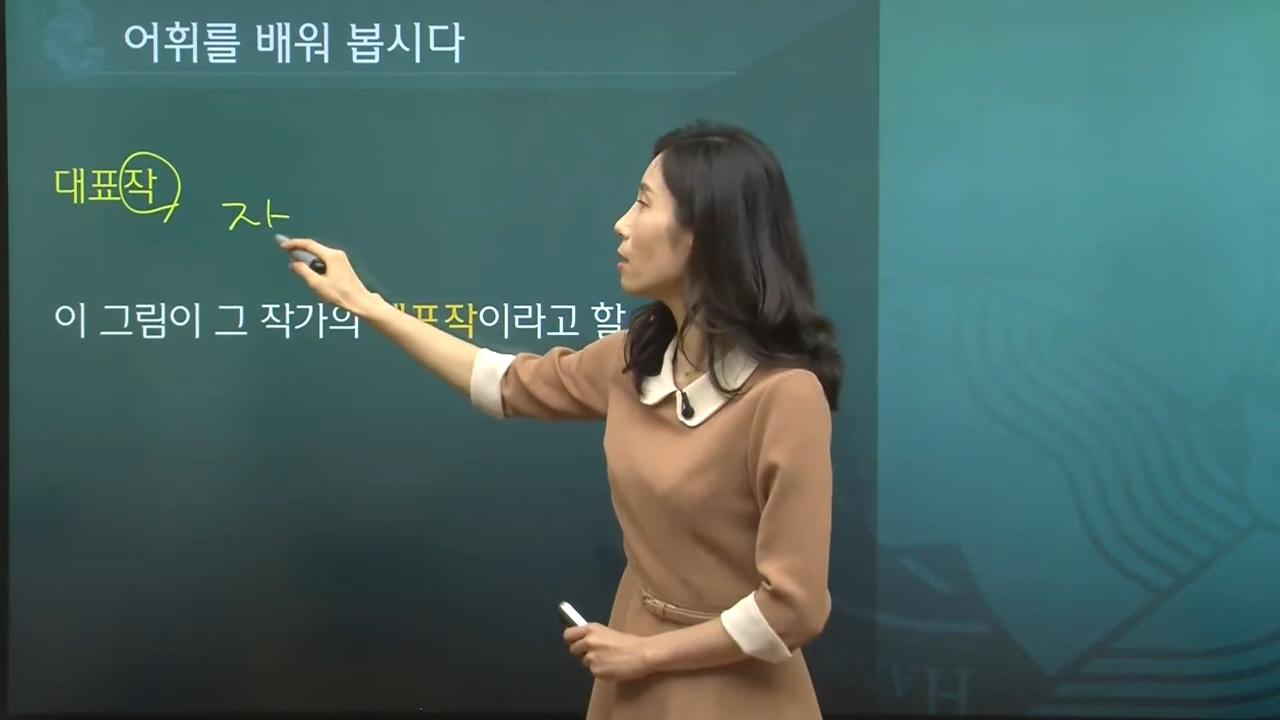 어휘를 배워 봅시다
대표작
자
이 그림이 그 작가의 대표작이라고 할